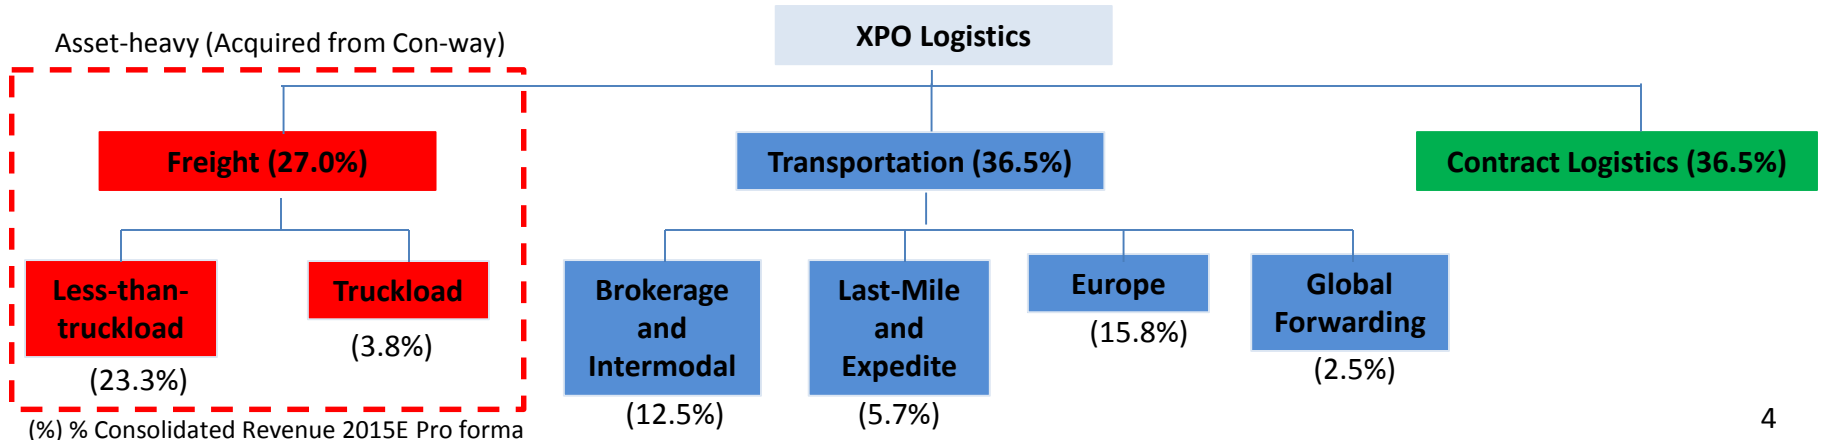 XPO Logistics
Asset-heavy (Acquired from Con-way)
Freight (27.0%)
Transportation (36.5%)
Contract Logistics (36.5%)
Less-than-
truckload
(23.3%)
Truckload
(3.8%)
Brokerage
and
Intermodal
(12.5%)
Last-Mile
and
Expedite
(5.7%)
Europe
(15.8%)
Global
Forwarding
(2.5%)
(%) % Consolidated Revenue 2015E Pro forma
4